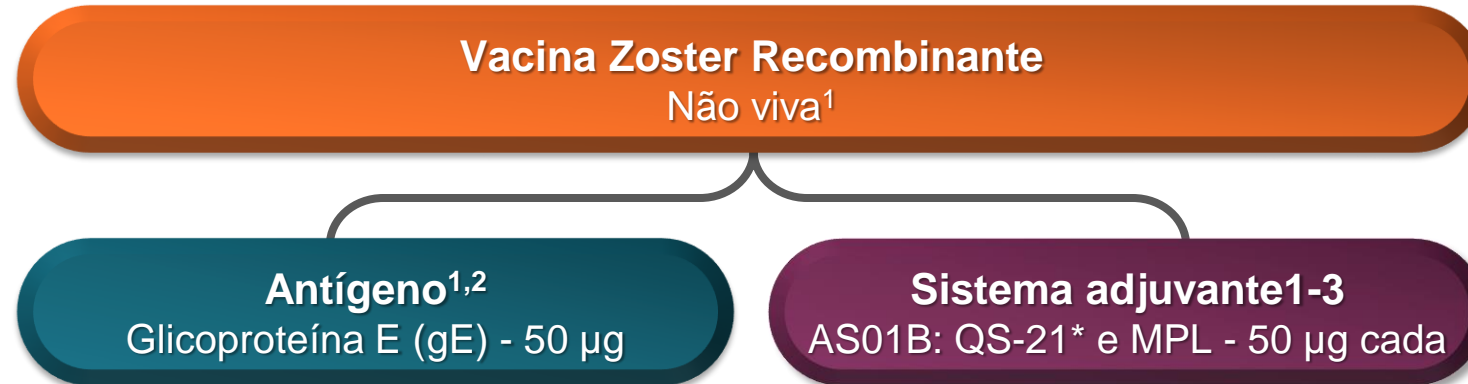 Vacina Zoster Recombinante
Não viva¹
Antígeno¹,²
Glicoproteína E (gE) - 50 μg
Sistema adjuvante1-3
AS01B: QS-21* e MPL - 50 μg cada